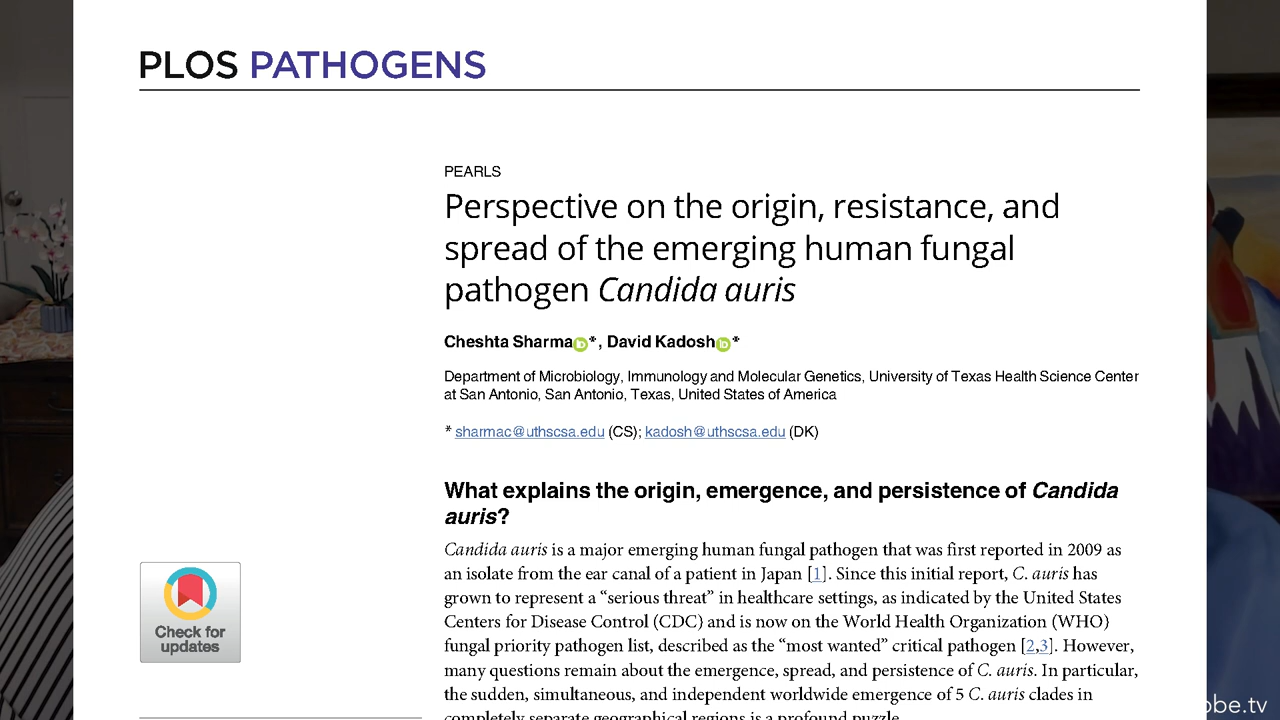 PLOS PATHOGENS
PEARLS
Perspective on the origin, resistance, and
spread of the emerging human fungal
pathogen Candida auris
Cheshta Sharma*, David Kadosh*
Department of Microbiology, Immunology and Molecular Genetics, University of Texas Health Science Center
at San Antonio, San Antonio, Texas, United States of America
* sharmac@uthscsa.edu (CS); kadosh@uthscsa.edu (DK)
What explains the origin, emergence, and persistence of Candida
auris?
Candida auris is a major emerging human fungal pathogen that was first reported in 2009 as
an isolate from the ear canal of a patient in Japan [1]. Since this initial report, C. auris has
grown to represent a “serious threat” in healthcare settings, as indicated by the United States
Centers for Disease Control (CDC) and is now on the World Health Organization (WHO)
fungal priority pathogen list, described as the “most wanted” critical pathogen [2,3]. However,
many questions remain about the emergence, spread, and persistence of C. auris. In particular,
the sudden, simultaneous, and independent worldwide emergence of 5 C. auris clades in
completely separate geographical regions is a profound puzzle.
Check for
updates
obe.tv